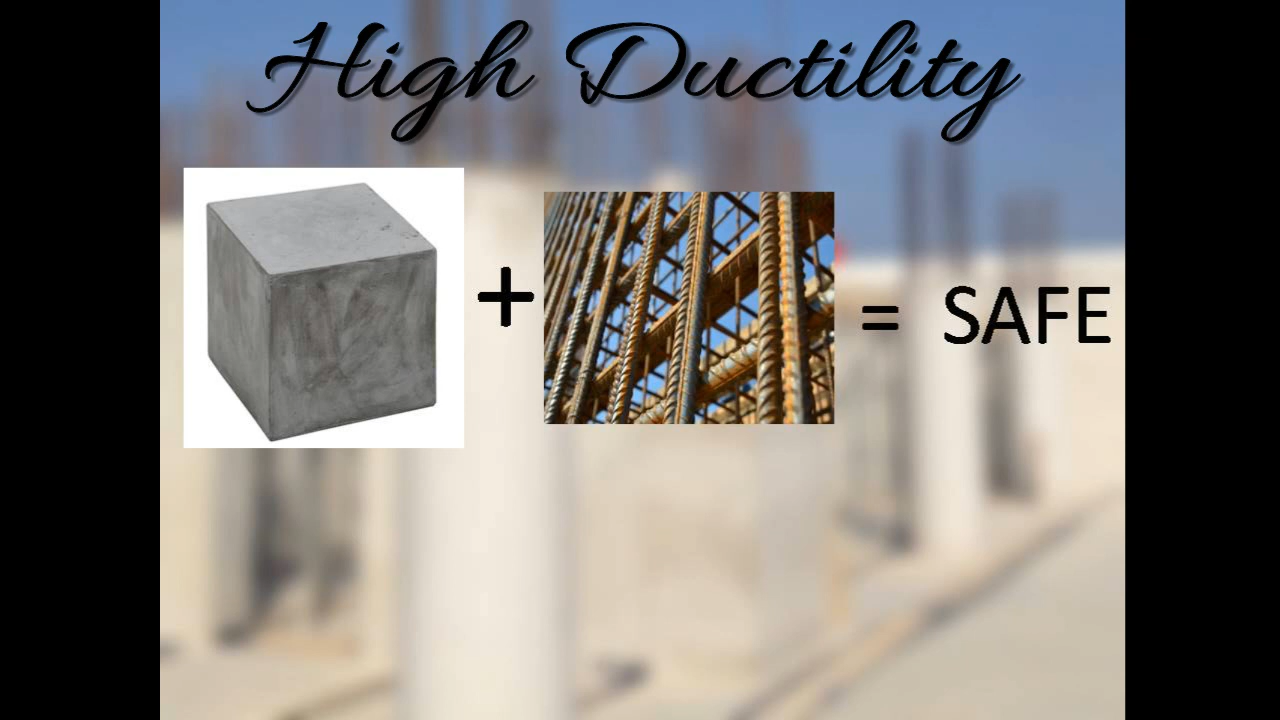 High Ductility
+ = SAFE